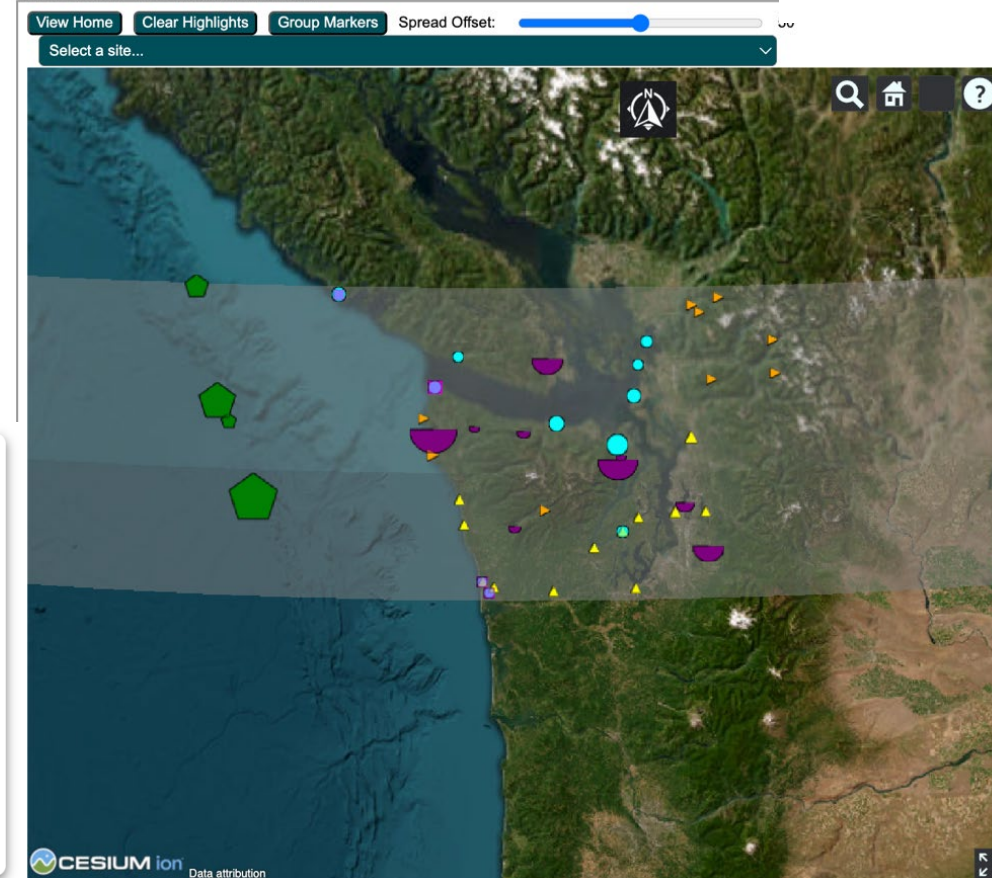 View Home Clear Highlights Group Markers Spread Offset:
Select a site...
N
?
CESIUM ion Data attribution